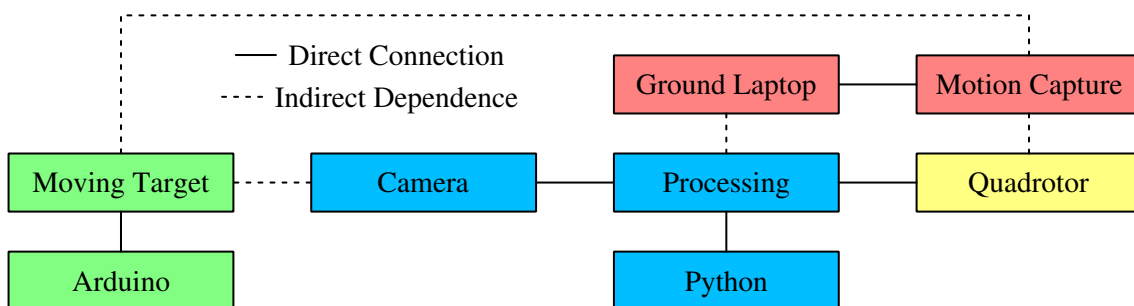 Direct Connection
Indirect Dependence
Ground Laptop
Motion Capture
Moving Target
Camera
Processing
Quadrotor
Arduino
Python